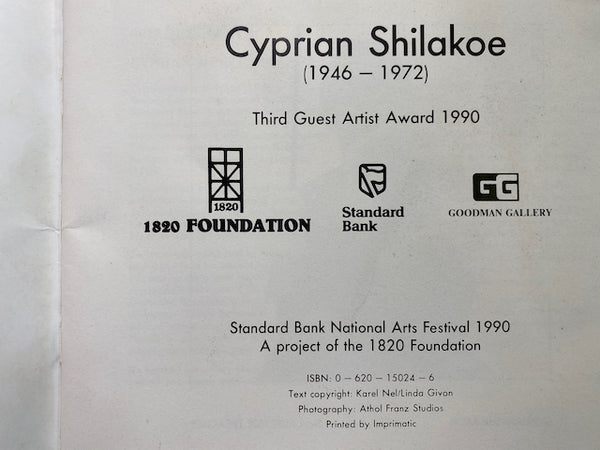 Cyprian Shilakoe
(1946 – 1972)
Third Guest Artist Award 1990
1820
1820 FOUNDATION
Standard
Bank
GG
GOODMAN GALLERY
Standard Bank National Arts Festival 1990
A project of the 1820 Foundation
ISBN: 0 – 620 – 15024 – 6
Text copyright: Karel Nel/Linda Givon
Photography: Athol Franz Studios
Printed by Imprimatic